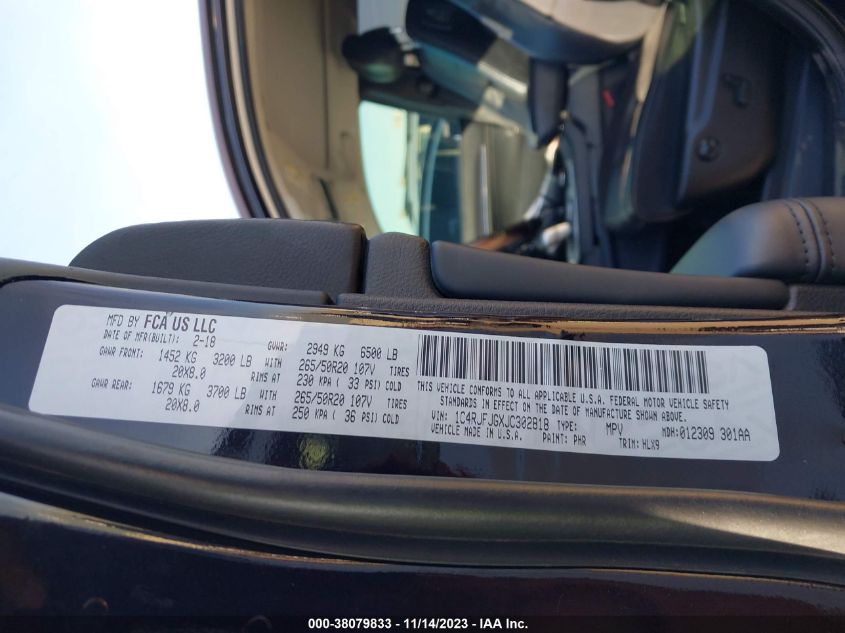 MFD BY FCA US LLC
DATE OF MFR(BUILT): 2-18 GVWR: 2949 KG 6500 LB
GAWR FRONT: 1452 KG 3200 LB WITH 265/50R20 107V TIRES
20X8.0 RIMS AT 230 KPA ( 33 PSI) COLD
GAWR REAR: 1679 KG 3700 LB WITH 265/50R20 107V TIRES
20X8.0 RIMS AT 250 KPA ( 36 PSI) COLD
THIS VEHICLE CONFORMS TO ALL APPLICABLE U.S.A. FEDERAL MOTOR VEHICLE SAFETY
STANDARDS IN EFFECT ON THE DATE OF MANUFACTURE SHOWN ABOVE.
VIN: 1C4RJFJGXJC302818 TYPE: MPV MDH:012309 301AA
VEHICLE MADE IN U.S.A. PAINT: PHR TRIM: HLX9
000-38079833 - 11/14/2023 - IAAI.com